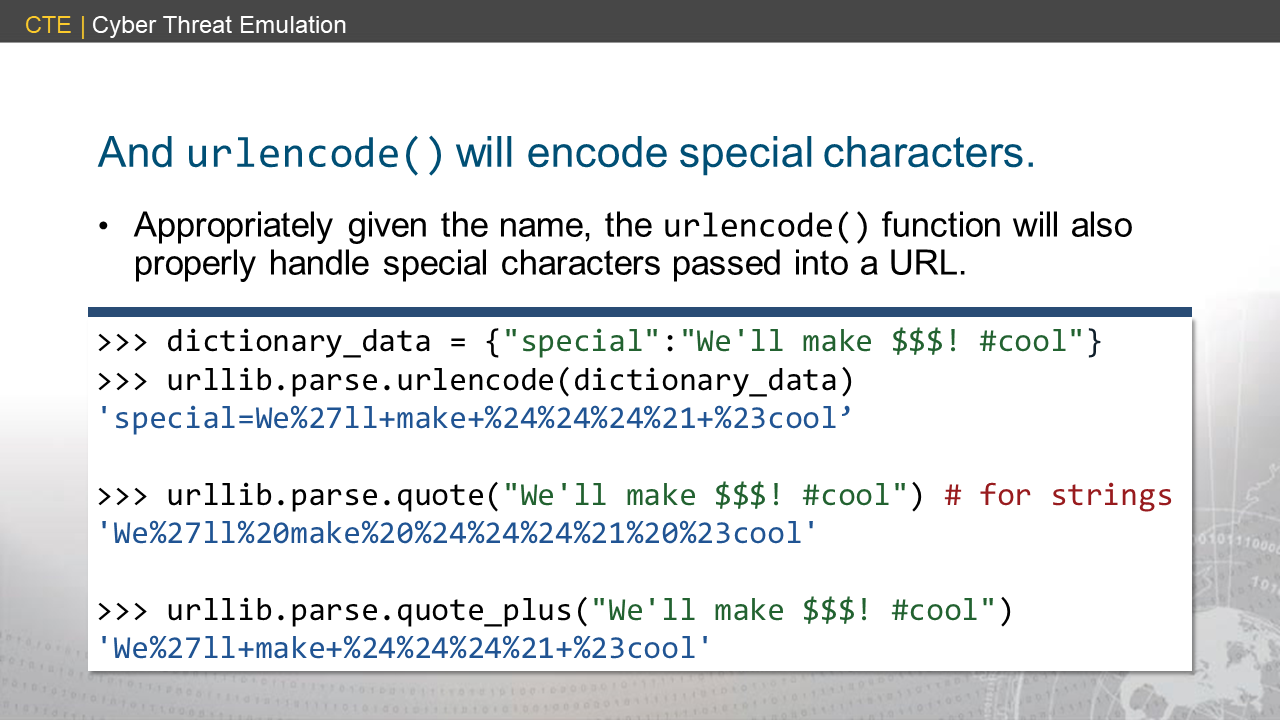 CTE | Cyber Threat Emulation
And urlencode() will encode special characters.
• Appropriately given the name, the urlencode() function will also
properly handle special characters passed into a URL.
>>> dictionary_data = {"special":"We'll make $$$! #cool"}
>>> urllib.parse.urlencode(dictionary_data)
'special=We%27ll+make+%24%24%24%21+%23cool’
>>> urllib.parse.quote("We'll make $$$! #cool") # for strings
'We%27ll%20make%20%24%24%24%21%20%23cool'
>>> urllib.parse.quote_plus("We'll make $$$! #cool")
'We%27ll+make+%24%24%24%21+%23cool'